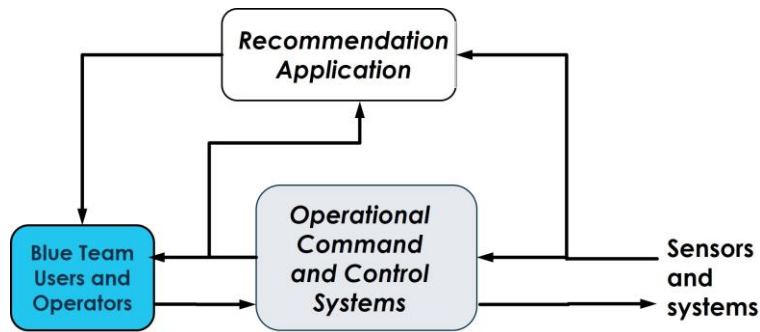 Recommendation
Application
Operational
Command
and Control
Systems
Blue Team
Users and
Operators
Sensors
and
systems